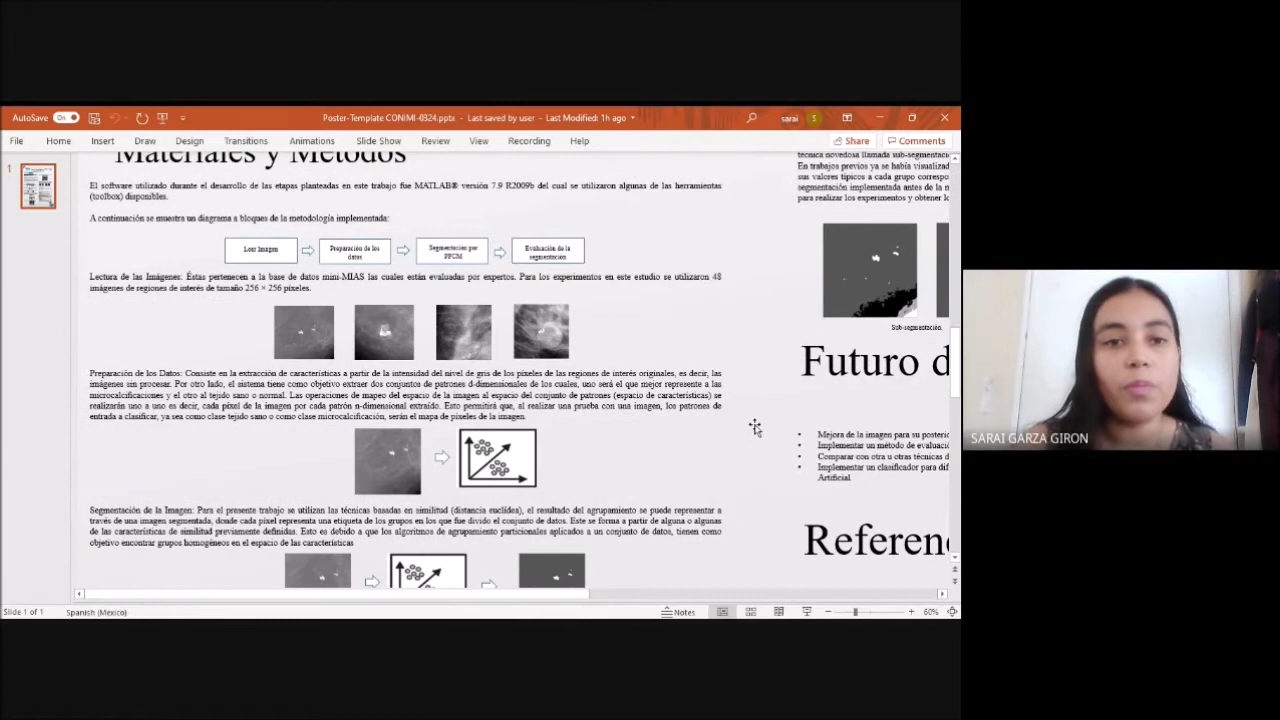 AutoSave On
Poster-Template CONIMI-0324.pptx - Last saved by user - Last Modified: 1h ago
sarai S
File Home Insert Draw Design Transitions Animations Slide Show Review View Recording Help
Share Comments
1
Materiales y Métodos
El software utilizado durante el desarrollo de las etapas planteadas en este trabajo fue MATLAB® versión 7.9 R2009b del cual se utilizaron algunas de las herramientas
(toolbox) disponibles.
A continuación se muestra un diagrama a bloques de la metodología implementada:
Leer Imagen
Preparación de los
datos
Segmentación por
PFCM
Evaluación de la
segmentación
Lectura de las Imágenes: Éstas pertenecen a la base de datos mini-MIAS las cuales están evaluadas por expertos. Para los experimentos en este estudio se utilizaron 48
imágenes de regiones de interés de tamaño 256 × 256 píxeles.
Preparación de los Datos: Consiste en la extracción de características a partir de la intensidad del nivel de gris de los píxeles de las regiones de interés originales, es decir, las
imágenes sin procesar. Por otro lado, el sistema tiene como objetivo extraer dos conjuntos de patrones d-dimensionales de los cuales, uno será el que mejor represente a las
microcalcificaciones y el otro al tejido sano o normal. Las operaciones de mapeo del espacio de la imagen al espacio del conjunto de patrones (espacio de características) se
realizarán uno a uno es decir, cada píxel de la imagen por cada patrón n-dimensional extraído. Esto permitirá que, al realizar una prueba con una imagen, los patrones de
entrada a clasificar, ya sea como clase tejido sano o como clase microcalcificación, serán el mapa de píxeles de la imagen.
Segmentación de la Imagen: Para el presente trabajo se utilizan las técnicas basadas en similitud (distancia euclídea), el resultado del agrupamiento se puede representar a
través de una imagen segmentada, donde cada píxel representa una etiqueta de los grupos en los que fue divido el conjunto de datos. Este se forma a partir de alguna o algunas
de las características de similitud previamente definidas. Esto es debido a que los algoritmos de agrupamiento particionales aplicados a un conjunto de datos, tienen como
objetivo encontrar grupos homogéneos en el espacio de las características
técnica novedosa llamada sub-segmentació
En trabajos previos ya se había visualizad
sus valores típicos a cada grupo correspo
segmentación implementada antes de la n
para realizar los experimentos y obtener lo
Sub-segmentación.
Futuro d
• Mejora de la imagen para su posterio
• Implementar un método de evaluació
• Comparar con otra u otras técnicas d
• Implementar un clasificador para dif
Artificial
Referenc
Slide 1 of 1 Spanish (Mexico)
Notes
60%
SARAI GARZA GIRON